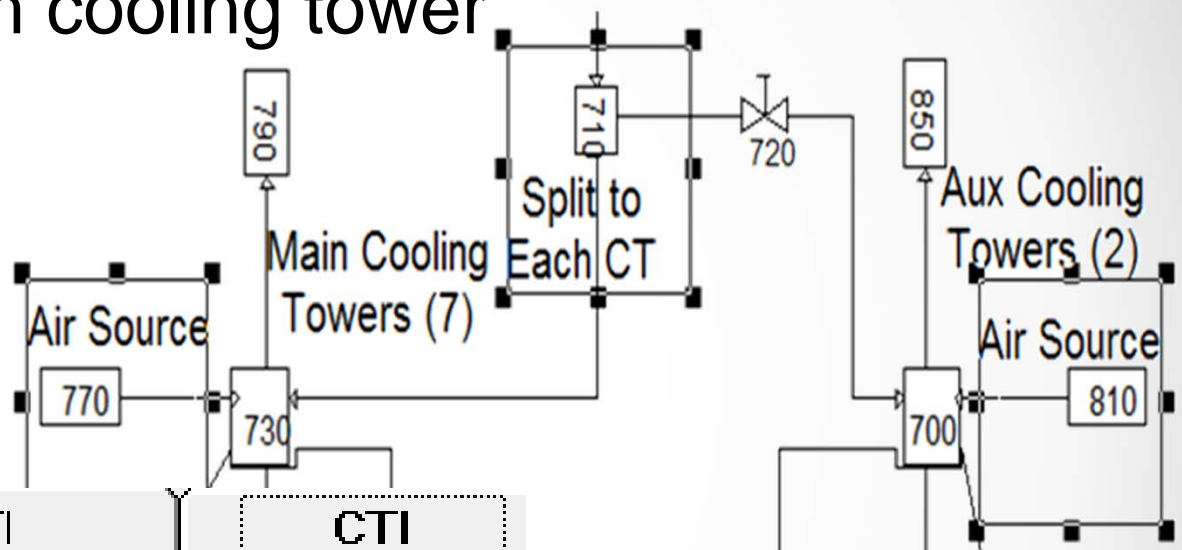 cooling tower
790
710
720
850
Split to
Each CT
Main Cooling
Towers (7)
Aux Cooling
Towers (2)
Air Source
770
730
Air Source
810
700
CTI